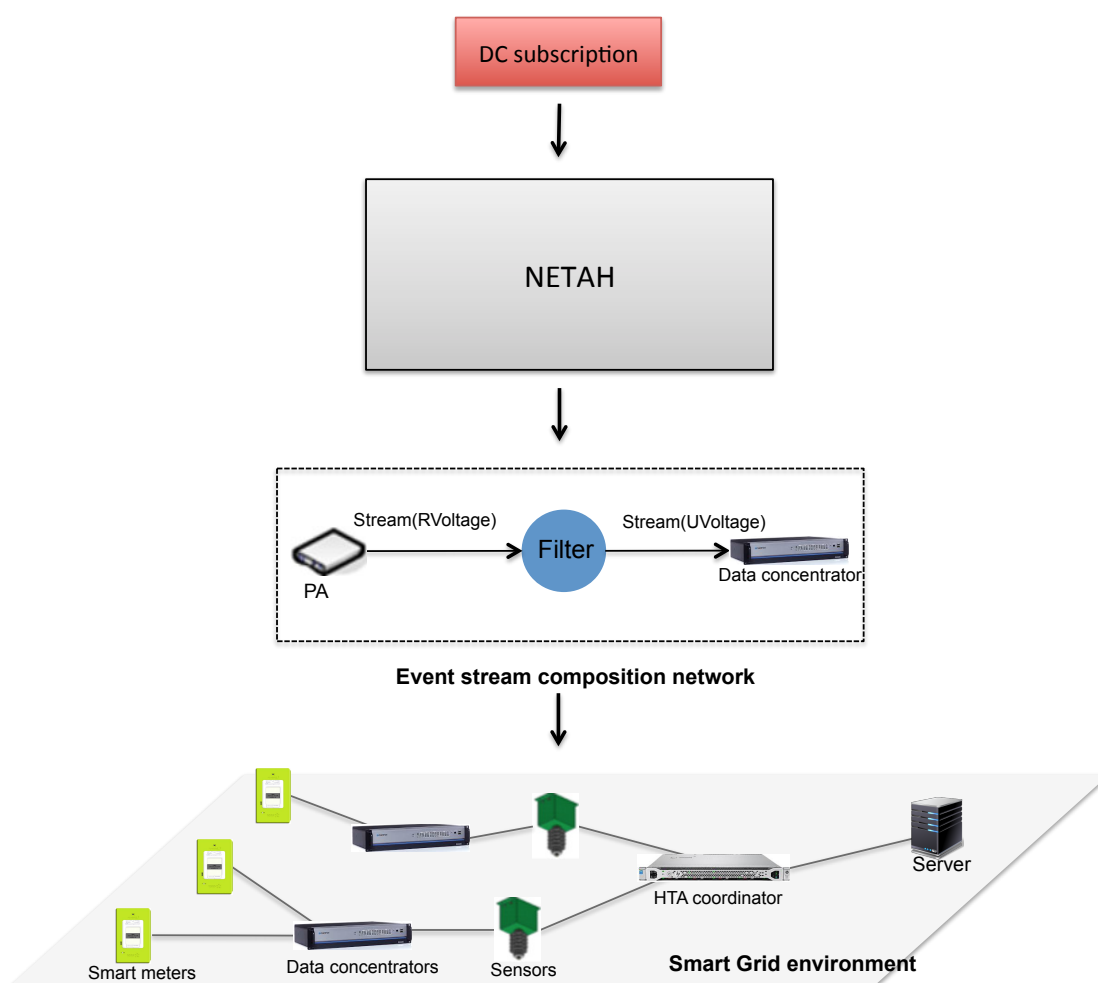 DC subscription
NETAH
Stream(RVoltage)
Stream(UVoltage)
Filter
PA
Data concentrator
Event stream composition network
Server
HTA coordinator
Smart meters
Data concentrators
Sensors
Smart Grid environment